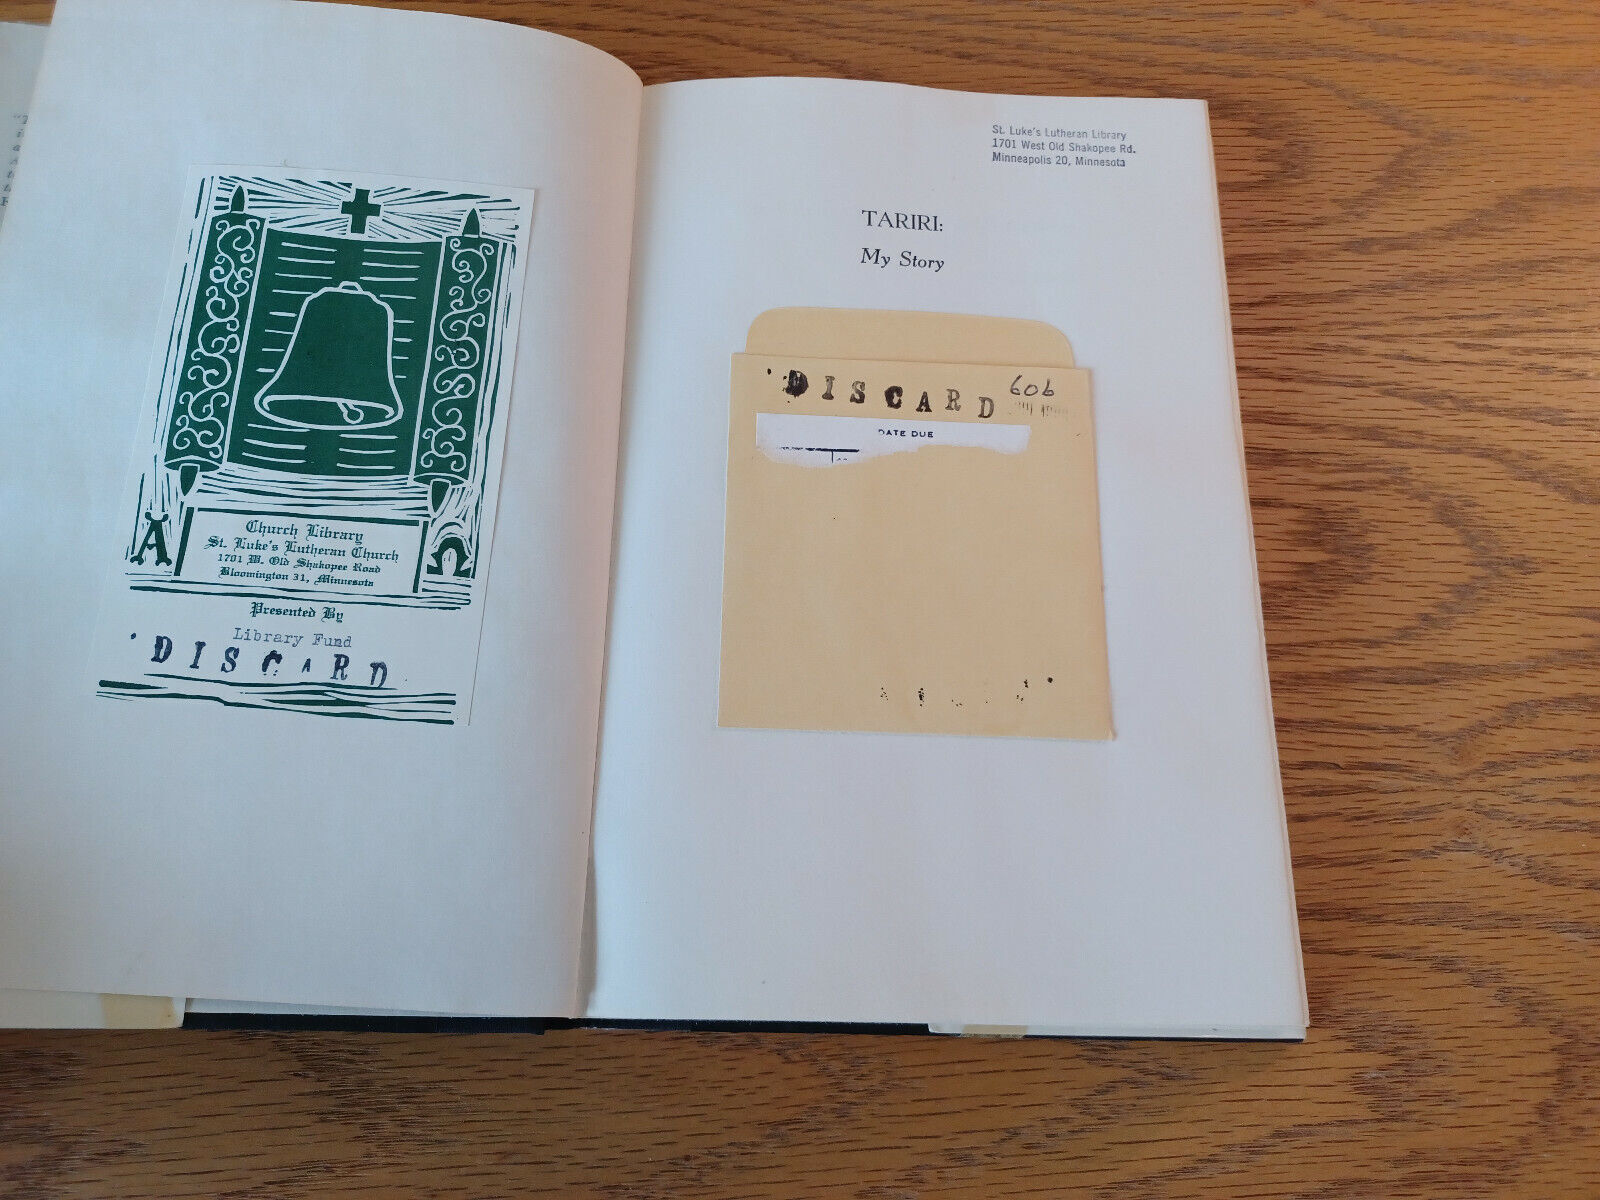 Church Library
St. Luke's Lutheran Church
1701 W. Old Shakopee Road
Bloomington 31, Minnesota
A Ω
Presented By
Library Fund
DISCARD
St. Luke's Lutheran Library
1701 West Old Shakopee Rd.
Minneapolis 20, Minnesota
TARIRI:
My Story
DISCARD 606
DATE DUE